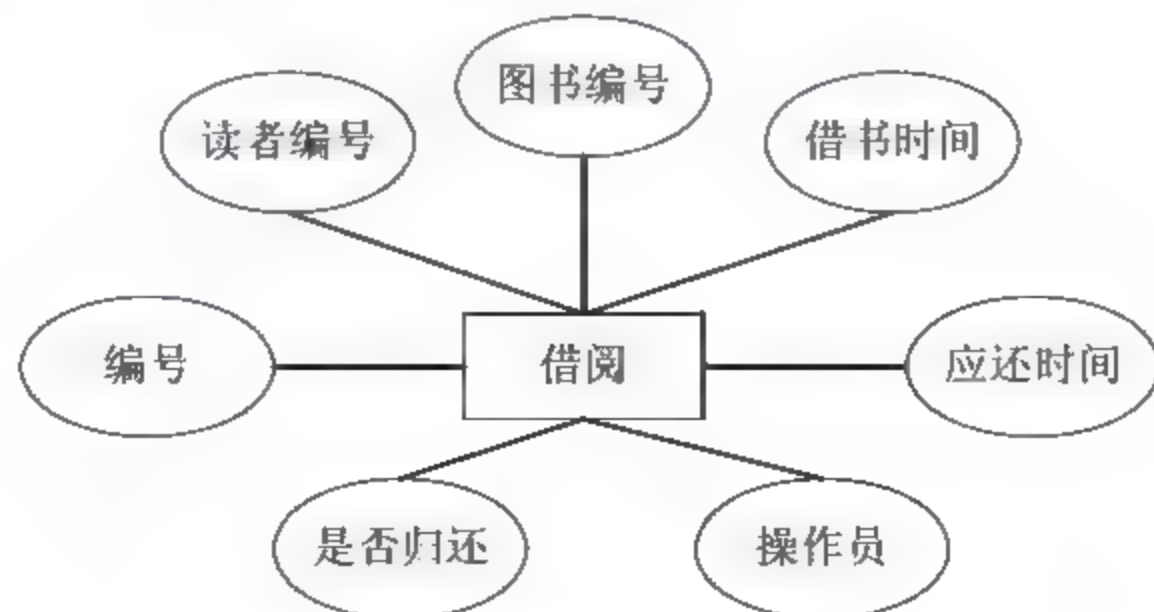 图书编号
读者编号
借书时间
编号
借阅
应还时间
是否归还
操作员